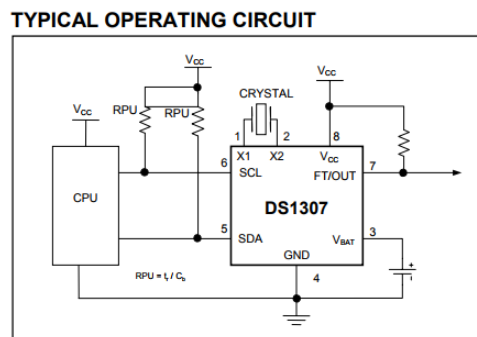 TYPICAL OPERATING CIRCUIT
VCC
VCC
CRYSTAL
VCC
RPU
RPU
1
2
8
X1
X2
VCC
6
SCL
FT/OUT
7
CPU
DS1307
5
SDA
VBAT
3
GND
RPU = tr / Cb
4
+
-